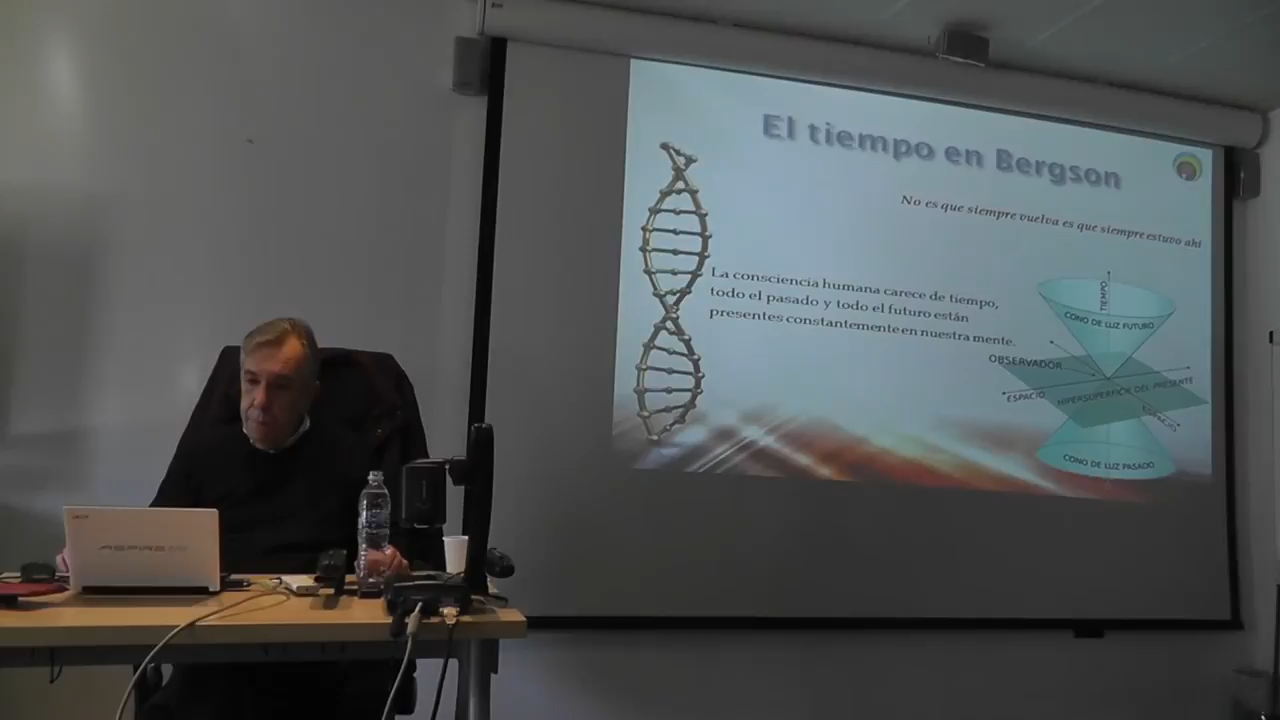 El tiempo en Bergson
No es que siempre vuelva es que siempre estuvo ahí
La consciencia humana carece de tiempo,
todo el pasado y todo el futuro están
presentes constantemente en nuestra mente.
TIEMPO
CONO DE LUZ FUTURO
OBSERVADOR
ESPACIO
HIPERSUPERFICIE DEL PRESENTE
ESPACIO
CONO DE LUZ PASADO
acer
ASPIRE